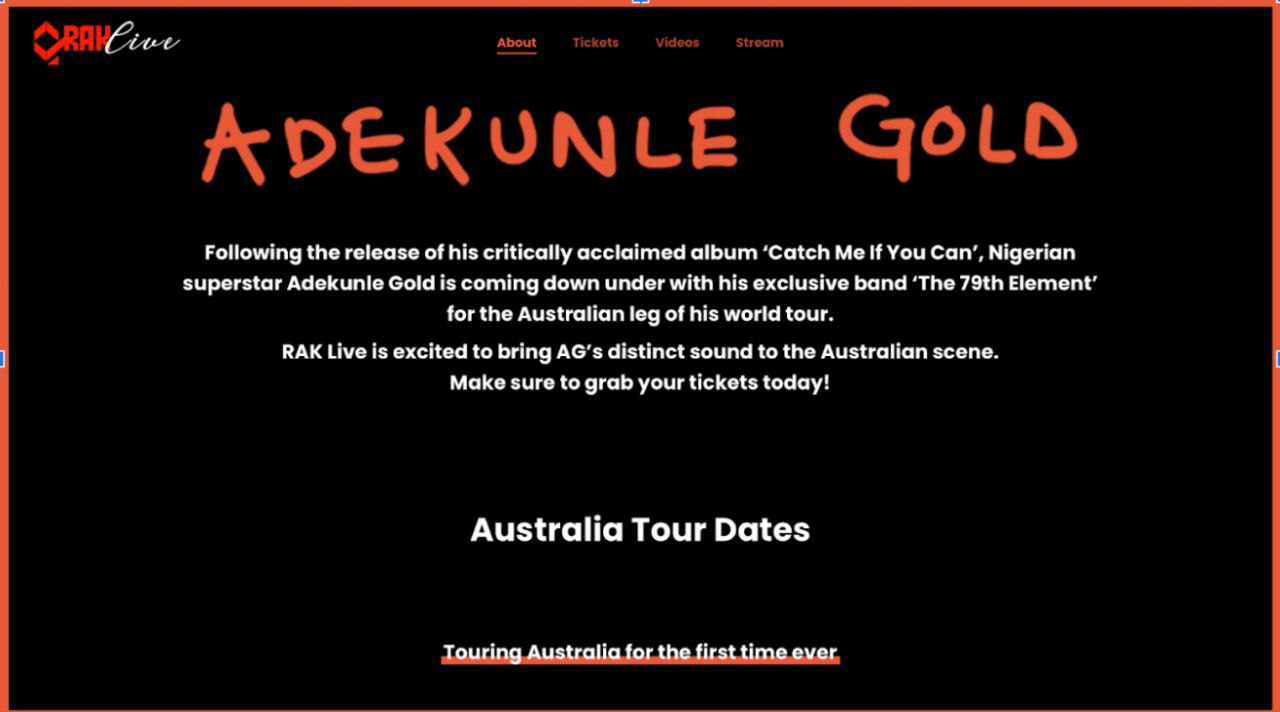 RAK Live
About Tickets Videos Stream
ADEKUNLE GOLD
Following the release of his critically acclaimed album ‘Catch Me If You Can’, Nigerian
superstar Adekunle Gold is coming down under with his exclusive band ‘The 79th Element’
for the Australian leg of his world tour.
RAK Live is excited to bring AG’s distinct sound to the Australian scene.
Make sure to grab your tickets today!
Australia Tour Dates
Touring Australia for the first time ever